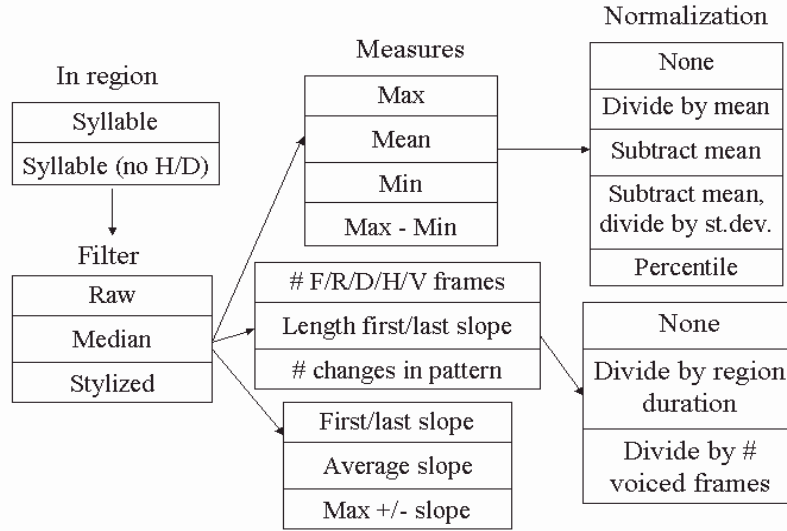 In region
Syllable
Syllable (no H/D)
Filter
Raw
Median
Stylized
Measures
Max
Mean
Min
Max - Min
# F/R/D/H/V frames
Length first/last slope
# changes in pattern
First/last slope
Average slope
Max +/- slope
Normalization
None
Divide by mean
Subtract mean
Subtract mean,
divide by st.dev.
Percentile
None
Divide by region
duration
Divide by #
voiced frames